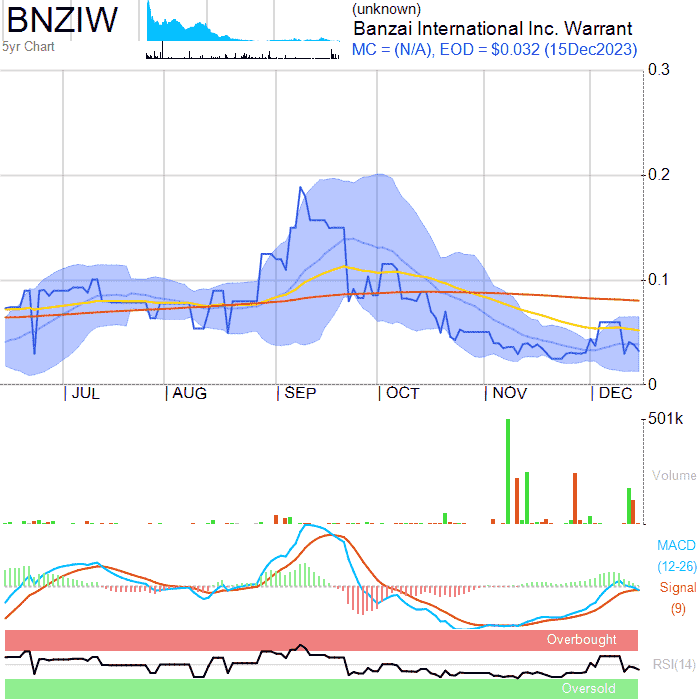 BNZIW
5yr Chart
(unknown)
Banzai International Inc. Warrant
MC = (N/A), EOD = $0.032 (15Dec2023)
0.3
0.2
0.1
0
JUL AUG SEP OCT NOV DEC
501k
Volume
MACD
(12-26)
Signal
(9)
Overbought
RSI(14)
Oversold